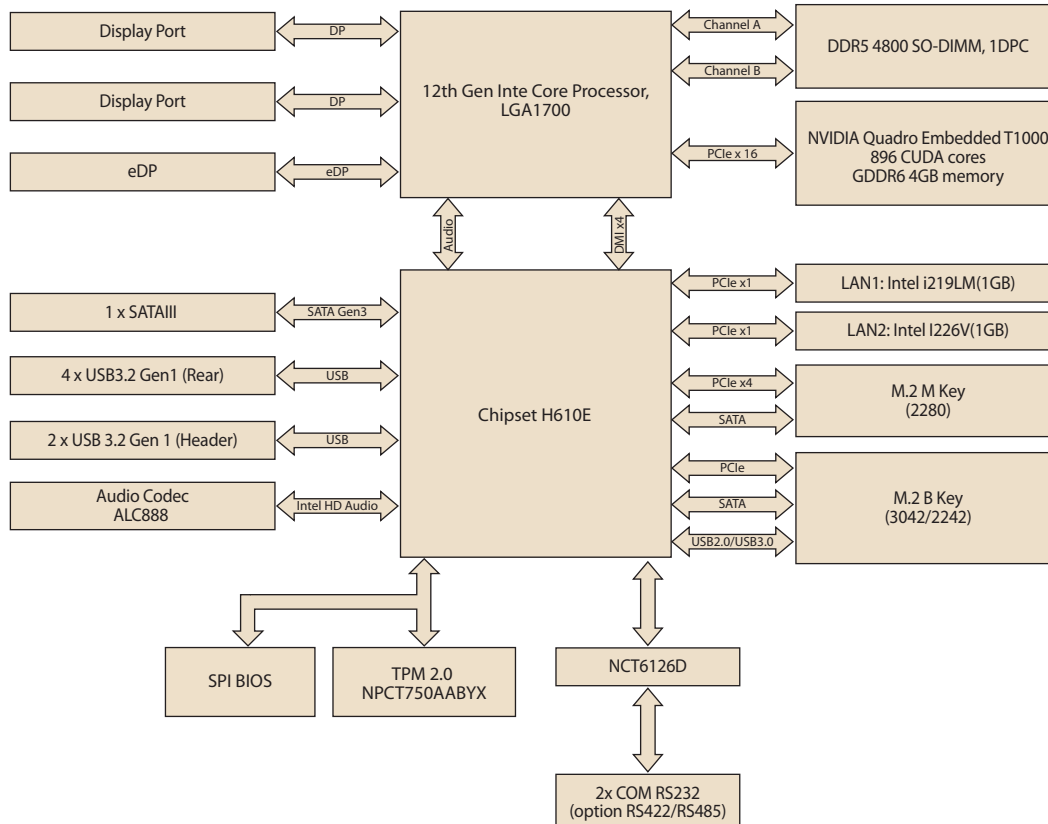 Display Port
DP
Display Port
DP
eDP
eDP
12th Gen Inte Core Processor,
LGA1700
Channel A
Channel B
DDR5 4800 SO-DIMM, 1DPC
PCIe x 16
NVIDIA Quadro Embedded T1000
896 CUDA cores
GDDR6 4GB memory
Audio
DMI x4
1 x SATAIII
SATA Gen3
4 x USB3.2 Gen1 (Rear)
USB
2 x USB 3.2 Gen 1 (Header)
USB
Audio Codec
ALC888
Intel HD Audio
Chipset H610E
PCIe x1
LAN1: Intel i219LM(1GB)
PCIe x1
LAN2: Intel I226V(1GB)
PCIe x4
SATA
M.2 M Key
(2280)
PCIe
SATA
USB2.0/USB3.0
M.2 B Key
(3042/2242)
SPI BIOS
TPM 2.0
NPCT750AABYX
NCT6126D
2x COM RS232
(option RS422/RS485)